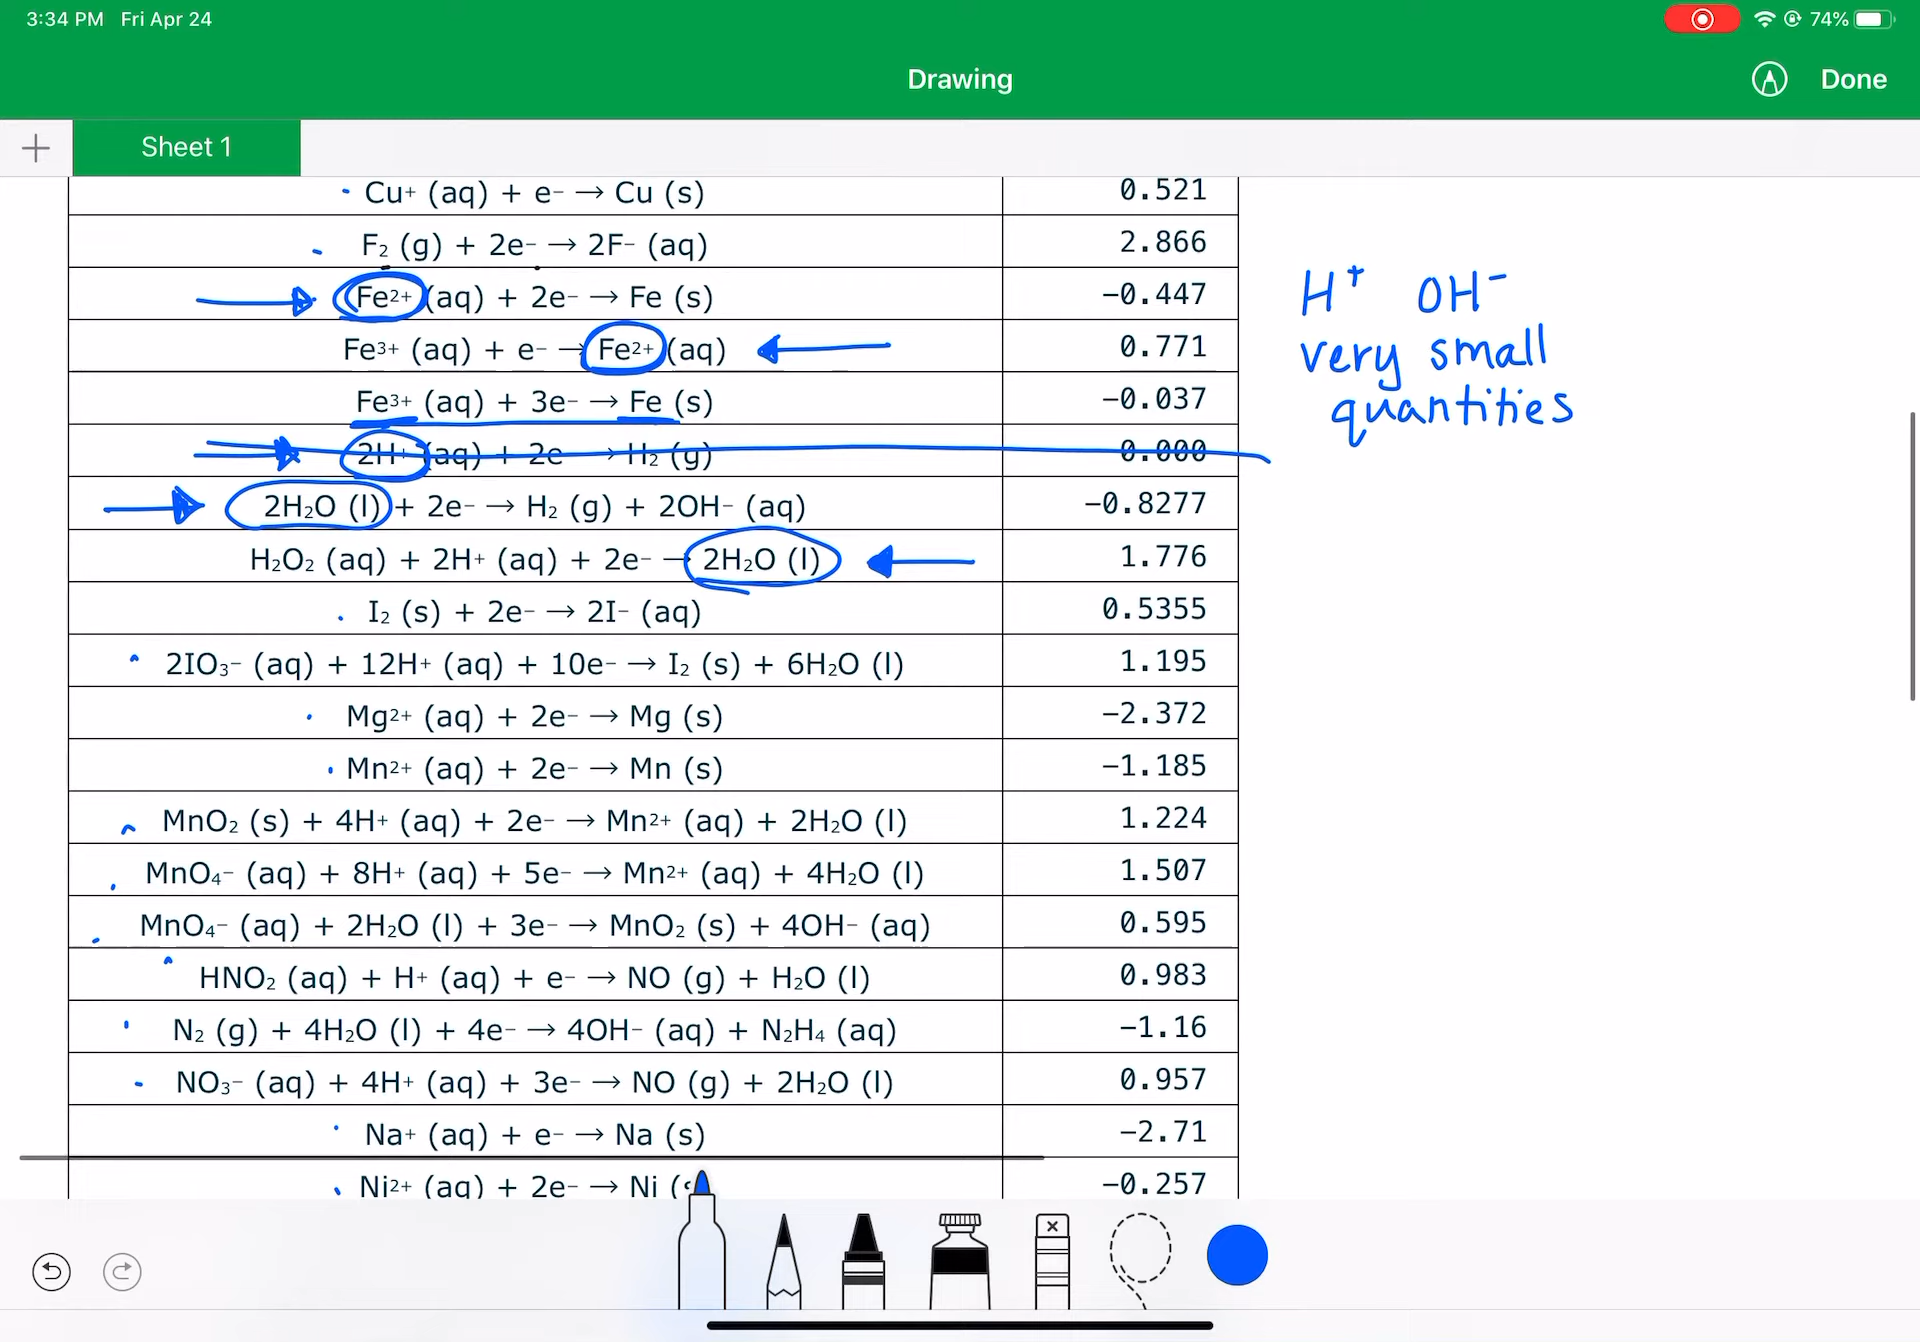 3:34 PM Fri Apr 24
74%
Drawing
Done
Sheet 1
Cu⁺ (aq) + e⁻ → Cu (s) 0.521
F₂ (g) + 2e⁻ → 2F⁻ (aq) 2.866
Fe²⁺ (aq) + 2e⁻ → Fe (s) −0.447
Fe³⁺ (aq) + e⁻ → Fe²⁺ (aq) 0.771
Fe³⁺ (aq) + 3e⁻ → Fe (s) −0.037
2H⁺ (aq) + 2e⁻ → H₂ (g) 0.000
2H₂O (l) + 2e⁻ → H₂ (g) + 2OH⁻ (aq) −0.8277
H₂O₂ (aq) + 2H⁺ (aq) + 2e⁻ → 2H₂O (l) 1.776
I₂ (s) + 2e⁻ → 2I⁻ (aq) 0.5355
2IO₃⁻ (aq) + 12H⁺ (aq) + 10e⁻ → I₂ (s) + 6H₂O (l) 1.195
Mg²⁺ (aq) + 2e⁻ → Mg (s) −2.372
Mn²⁺ (aq) + 2e⁻ → Mn (s) −1.185
MnO₂ (s) + 4H⁺ (aq) + 2e⁻ → Mn²⁺ (aq) + 2H₂O (l) 1.224
MnO₄⁻ (aq) + 8H⁺ (aq) + 5e⁻ → Mn²⁺ (aq) + 4H₂O (l) 1.507
MnO₄⁻ (aq) + 2H₂O (l) + 3e⁻ → MnO₂ (s) + 4OH⁻ (aq) 0.595
HNO₂ (aq) + H⁺ (aq) + e⁻ → NO (g) + H₂O (l) 0.983
N₂ (g) + 4H₂O (l) + 4e⁻ → 4OH⁻ (aq) + N₂H₄ (aq) −1.16
NO₃⁻ (aq) + 4H⁺ (aq) + 3e⁻ → NO (g) + 2H₂O (l) 0.957
Na⁺ (aq) + e⁻ → Na (s) −2.71
Ni²⁺ (aq) + 2e⁻ → Ni −0.257
H⁺ OH⁻
very small
quantities